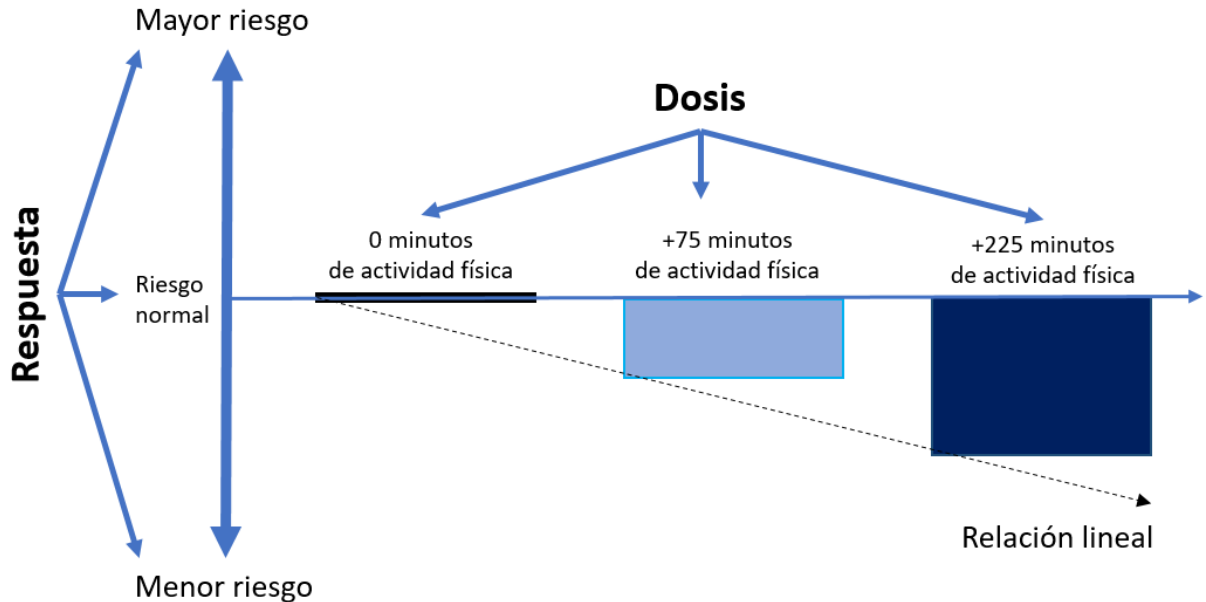 Mayor riesgo
Dosis
Respuesta
0 minutos
de actividad física
+75 minutos
de actividad física
+225 minutos
de actividad física
Riesgo
normal
Relación lineal
Menor riesgo